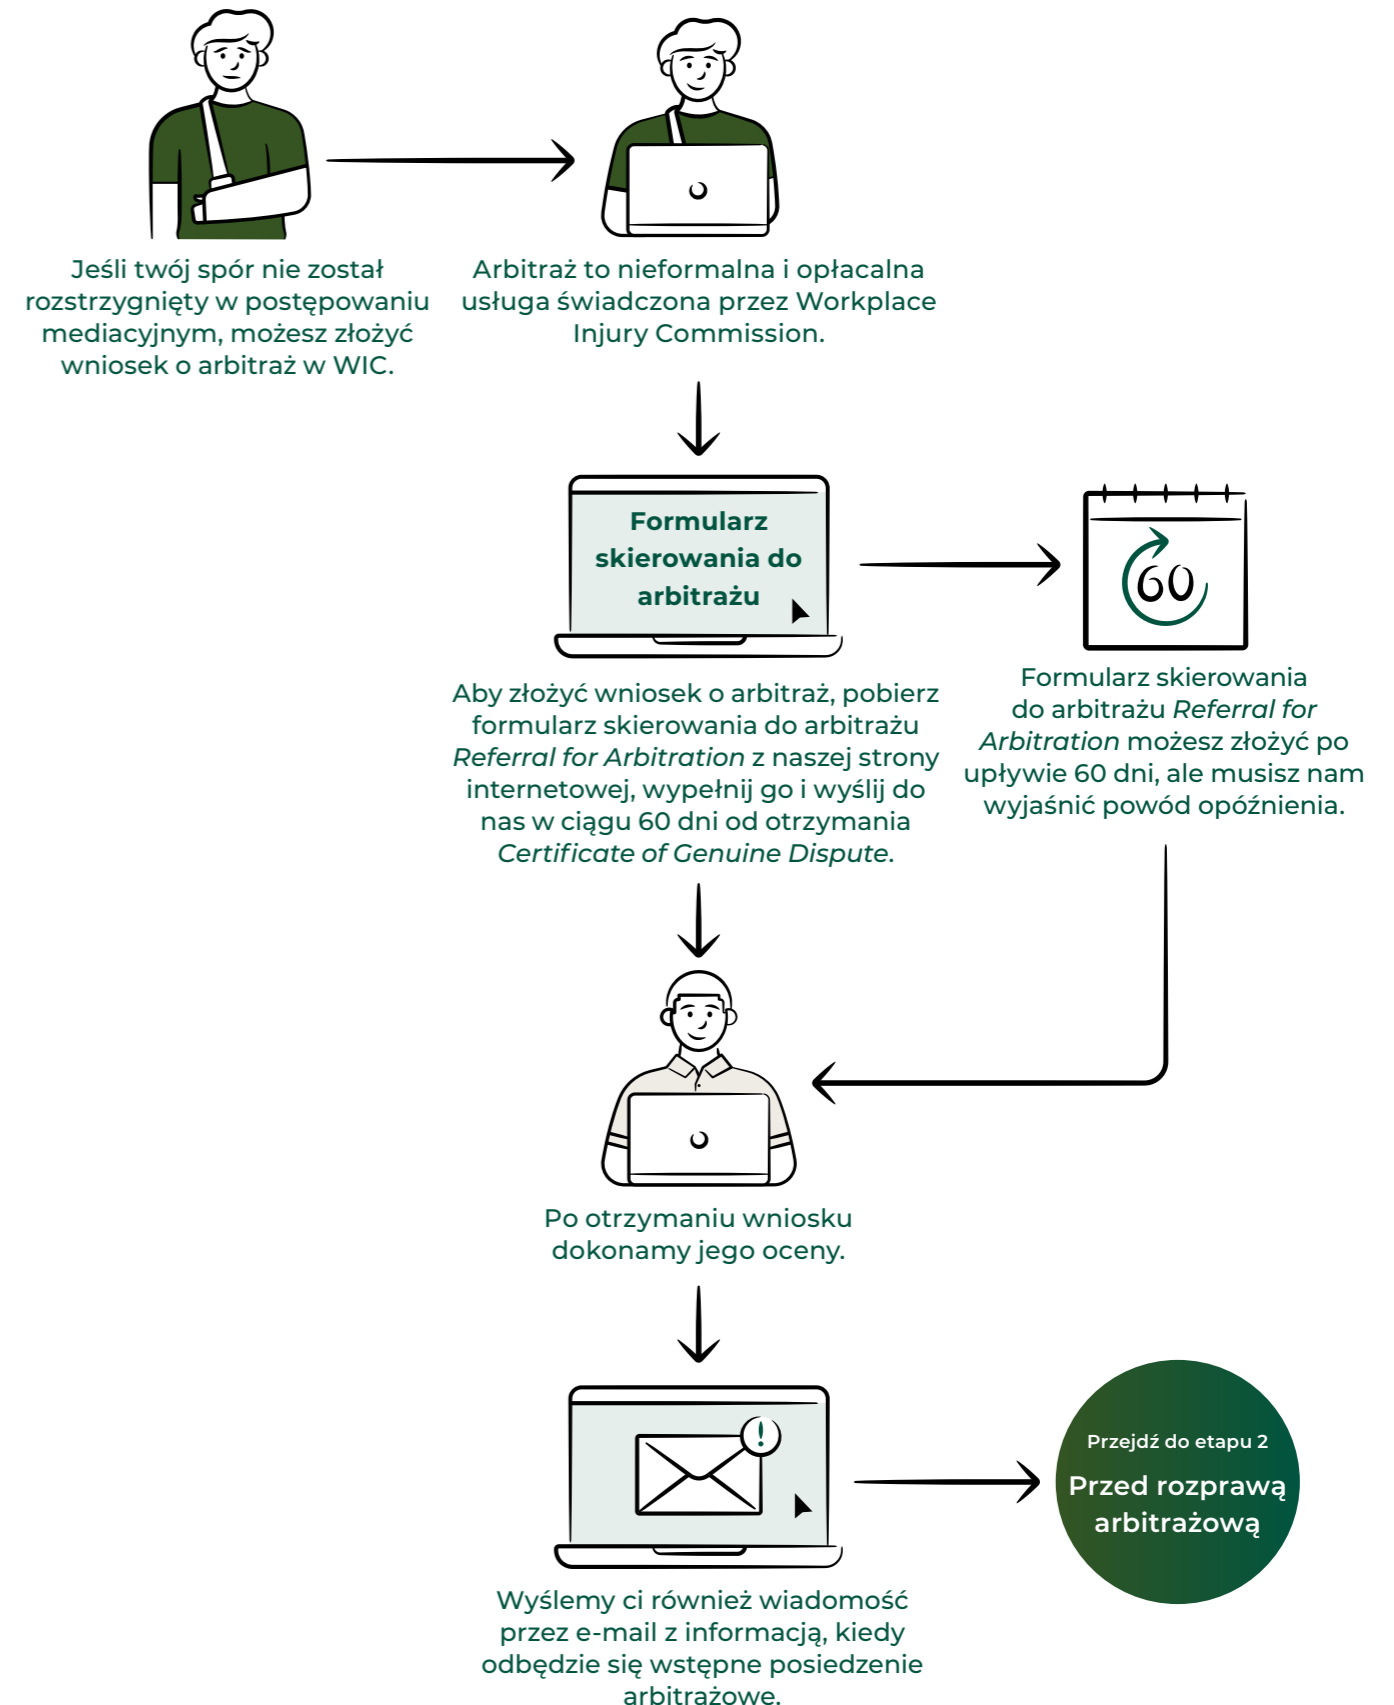 Jeśli twój spór nie został
rozstrzygnięty w postępowaniu
mediacyjnym, możesz złożyć
wniosek o arbitraż w WIC.
Arbitraż to nieformalna i opłacalna
usługa świadczona przez Workplace
Injury Commission.
Formularz
skierowania do
arbitrażu
Aby złożyć wniosek o arbitraż, pobierz
formularz skierowania do arbitrażu
Referral for Arbitration z naszej strony
internetowej, wypełnij go i wyślij do
nas w ciągu 60 dni od otrzymania
Certificate of Genuine Dispute.
60
Formularz skierowania
do arbitrażu Referral for
Arbitration możesz złożyć po
upływie 60 dni, ale musisz nam
wyjaśnić powód opóźnienia.
Po otrzymaniu wniosku
dokonamy jego oceny.
!
Wyślemy ci również wiadomość
przez e-mail z informacją, kiedy
odbędzie się wstępne posiedzenie
arbitrażowe.
Przejdź do etapu 2
Przed rozprawą
arbitrażową